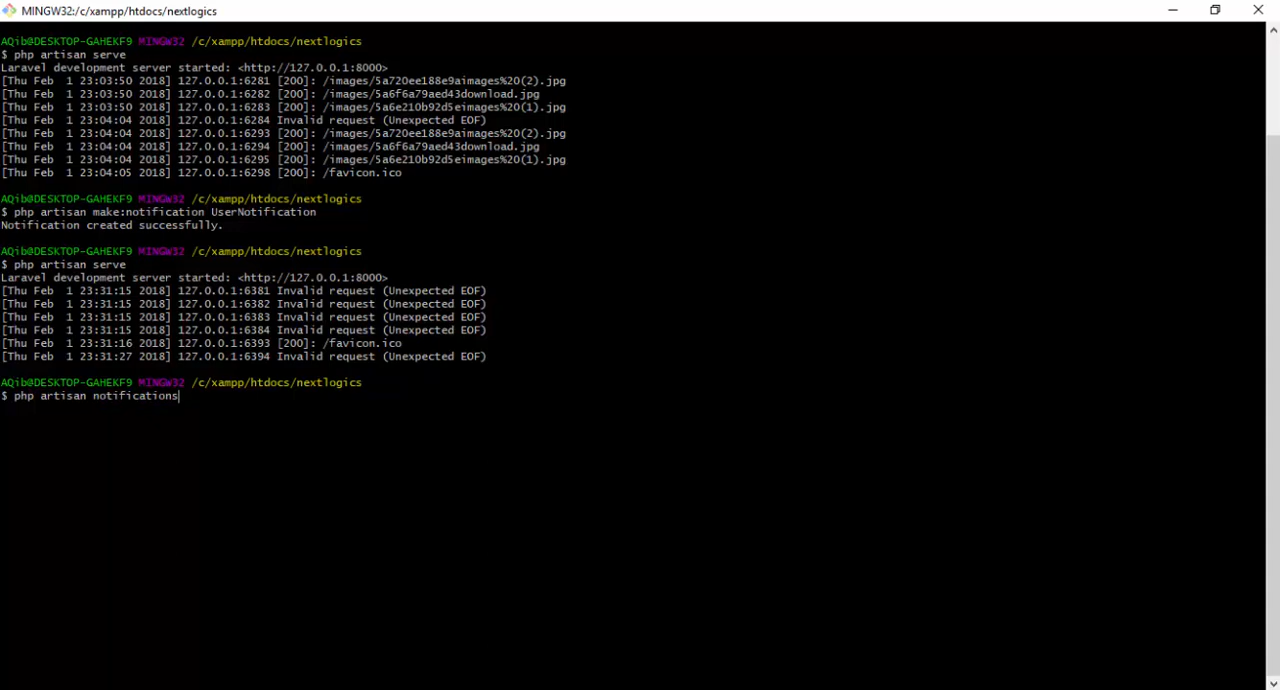 MINGW32:/c/xampp/htdocs/nextlogics
AQib@DESKTOP-GAHEKF9 MINGW32 /c/xampp/htdocs/nextlogics
$ php artisan serve
Laravel development server started: <http://127.0.0.1:8000>
[Thu Feb  1 23:03:50 2018] 127.0.0.1:6281 [200]: /images/5a720ee188e9aimages%20(2).jpg
[Thu Feb  1 23:03:50 2018] 127.0.0.1:6282 [200]: /images/5a6f6a79aed43download.jpg
[Thu Feb  1 23:03:50 2018] 127.0.0.1:6283 [200]: /images/5a6e210b92d5eimages%20(1).jpg
[Thu Feb  1 23:04:04 2018] 127.0.0.1:6284 Invalid request (Unexpected EOF)
[Thu Feb  1 23:04:04 2018] 127.0.0.1:6293 [200]: /images/5a720ee188e9aimages%20(2).jpg
[Thu Feb  1 23:04:04 2018] 127.0.0.1:6294 [200]: /images/5a6f6a79aed43download.jpg
[Thu Feb  1 23:04:04 2018] 127.0.0.1:6295 [200]: /images/5a6e210b92d5eimages%20(1).jpg
[Thu Feb  1 23:04:05 2018] 127.0.0.1:6298 [200]: /favicon.ico
AQib@DESKTOP-GAHEKF9 MINGW32 /c/xampp/htdocs/nextlogics
$ php artisan make:notification UserNotification
Notification created successfully.
AQib@DESKTOP-GAHEKF9 MINGW32 /c/xampp/htdocs/nextlogics
$ php artisan serve
Laravel development server started: <http://127.0.0.1:8000>
[Thu Feb  1 23:31:15 2018] 127.0.0.1:6381 Invalid request (Unexpected EOF)
[Thu Feb  1 23:31:15 2018] 127.0.0.1:6382 Invalid request (Unexpected EOF)
[Thu Feb  1 23:31:15 2018] 127.0.0.1:6383 Invalid request (Unexpected EOF)
[Thu Feb  1 23:31:15 2018] 127.0.0.1:6384 Invalid request (Unexpected EOF)
[Thu Feb  1 23:31:16 2018] 127.0.0.1:6393 [200]: /favicon.ico
[Thu Feb  1 23:31:27 2018] 127.0.0.1:6394 Invalid request (Unexpected EOF)
AQib@DESKTOP-GAHEKF9 MINGW32 /c/xampp/htdocs/nextlogics
$ php artisan notifications